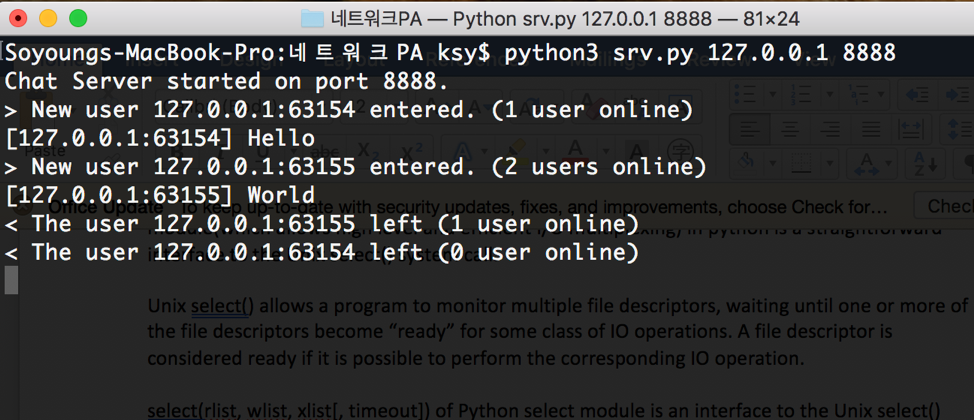 네트워크PA — Python srv.py 127.0.0.1 8888 — 81×24
Soyoungs-MacBook-Pro:네트워크PA ksy$ python3 srv.py 127.0.0.1 8888
Chat Server started on port 8888.
> New user 127.0.0.1:63154 entered. (1 user online)
[127.0.0.1:63154] Hello
> New user 127.0.0.1:63155 entered. (2 users online)
[127.0.0.1:63155] World
Office Update To keep up-to-date with security updates, fixes, and improvements, choose Check for...
Check
< The user 127.0.0.1:63155 left (1 user online)
< The user 127.0.0.1:63154 left (0 user online)
Unix select() allows a program to monitor multiple file descriptors, waiting until one or more of
the file descriptors become “ready” for some class of IO operations. A file descriptor is
considered ready if it is possible to perform the corresponding IO operation.
select(rlist, wlist, xlist[, timeout]) of Python select module is an interface to the Unix select()